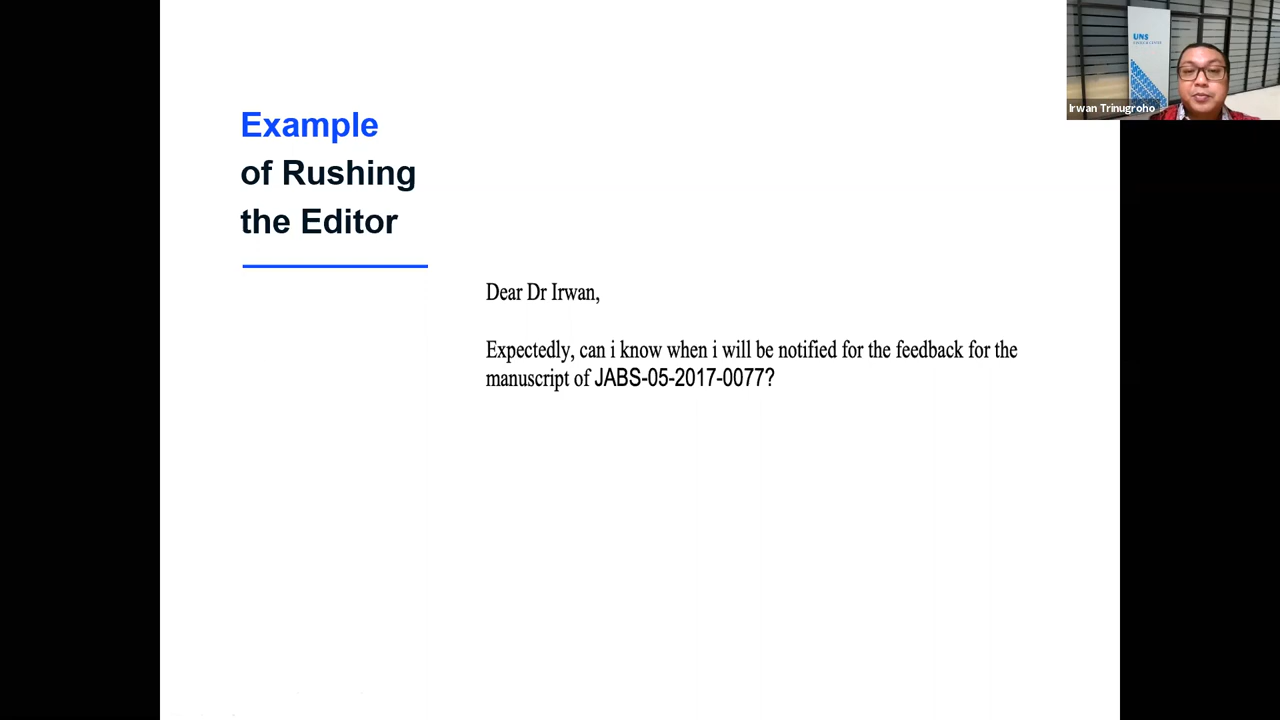 Example
of Rushing
the Editor
Dear Dr Irwan,
Expectedly, can i know when i will be notified for the feedback for the
manuscript of JABS-05-2017-0077?
UNS
Irwan Trinugroho